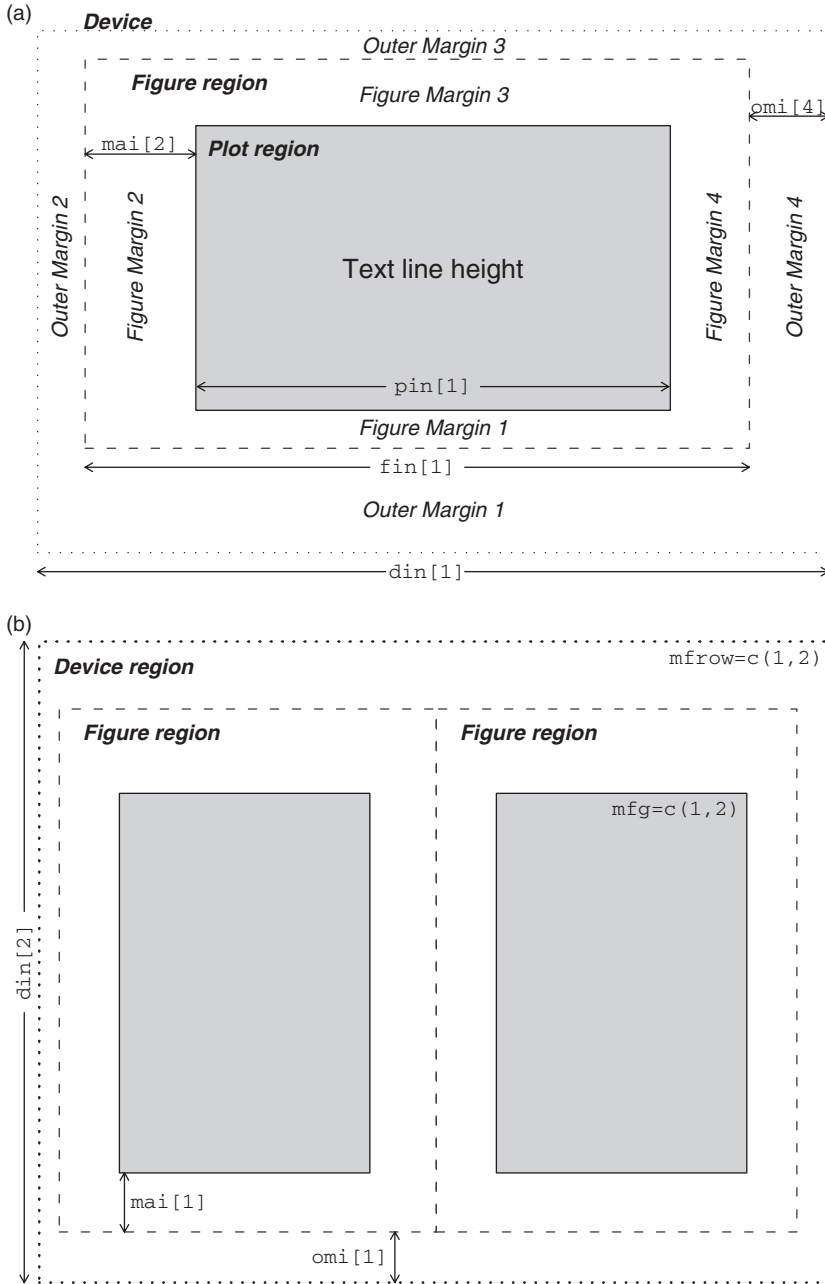 (a)
Device
Outer Margin 3
Figure region
Figure Margin 3
omi[4]
mai[2]
Plot region
Outer Margin 2
Figure Margin 2
Text line height
Figure Margin 4
Outer Margin 4
pin[1]
Figure Margin 1
fin[1]
Outer Margin 1
din[1]
(b)
Device region
mfrow=c(1,2)
Figure region
Figure region
mfg=c(1,2)
din[2]
mai[1]
omi[1]